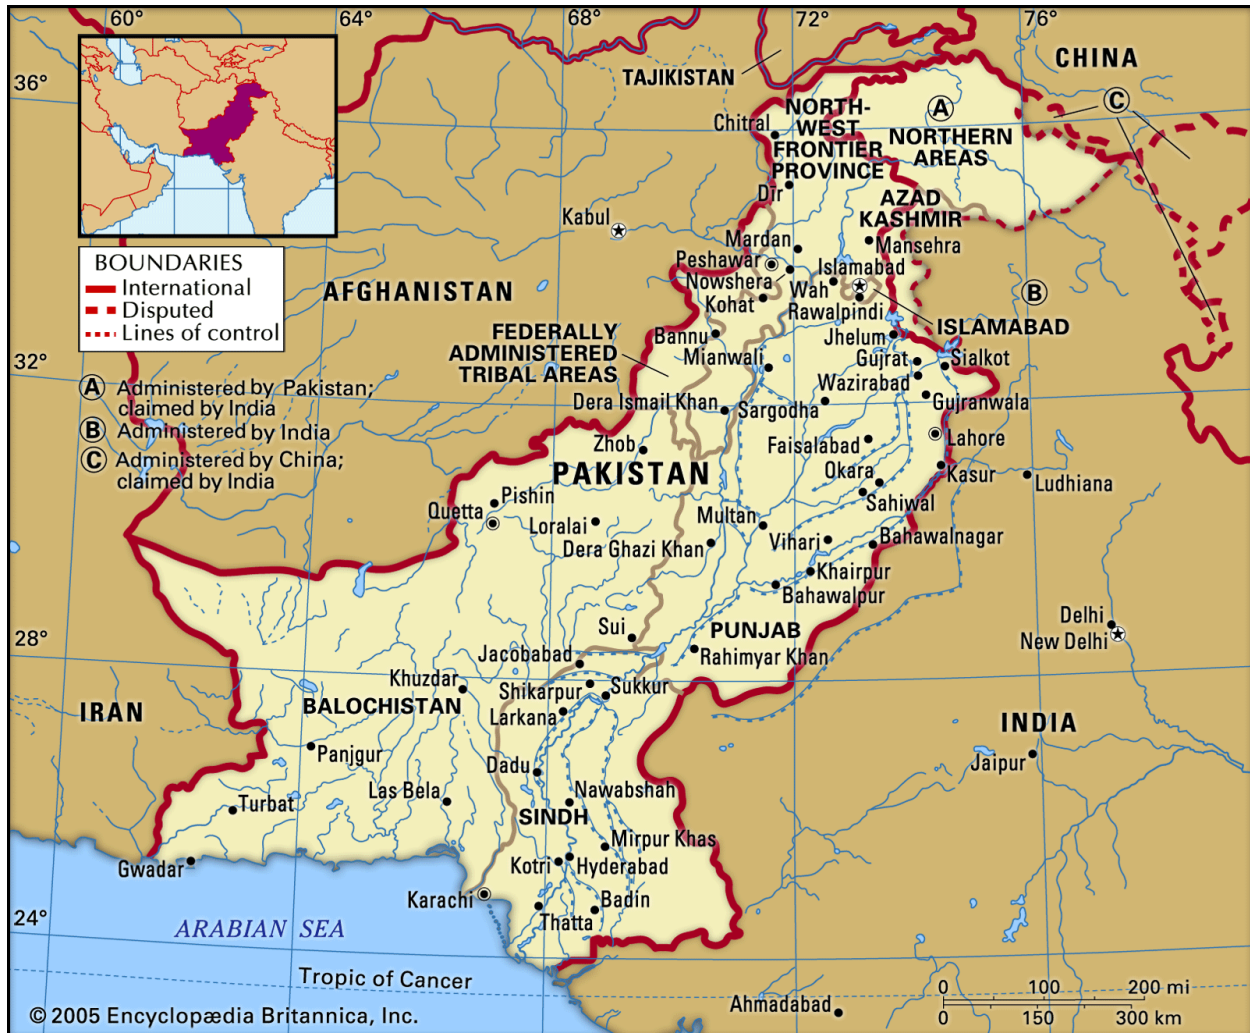 60°
64°
68°
72°
76°
36°
32°
28°
24°
CHINA
TAJIKISTAN
C
A
NORTHERN
AREAS
NORTH-
WEST
FRONTIER
PROVINCE
Chitral
Dīr
AZAD
KASHMIR
Kabul
Mardan
Mansehra
Peshawar
Islamabad
Nowshera
Wah
Kohat
Rawalpindi
B
ISLAMABAD
BOUNDARIES
International
Disputed
Lines of control
AFGHANISTAN
FEDERALLY
ADMINISTERED
TRIBAL AREAS
Bannu
Mianwali
Jhelum
Gujrat
Sialkot
Wazirabad
Gujranwala
A Administered by Pakistan;
claimed by India
B Administered by India
C Administered by China;
claimed by India
Dera Ismail Khan
Sargodha
Zhob
Faisalabad
Lahore
PAKISTAN
Okara
Kasur
Ludhiana
Pishin
Sahiwal
Quetta
Loralai
Multan
Vihari
Bahawalnagar
Dera Ghazi Khan
Khairpur
Bahawalpur
Delhi
New Delhi
Sui
PUNJAB
Jacobabad
Rahimyar Khan
Khuzdar
Shikarpur
Sukkur
BALOCHISTAN
Larkana
IRAN
INDIA
Panjgur
Jaipur
Dadu
Turbat
Las Bela
Nawabshah
SINDH
Mirpur Khas
Gwadar
Kotri
Hyderabad
Karachi
Badin
Thatta
ARABIAN SEA
Tropic of Cancer
Ahmadabad
0 100 200 mi
0 150 300 km
© 2005 Encyclopædia Britannica, Inc.